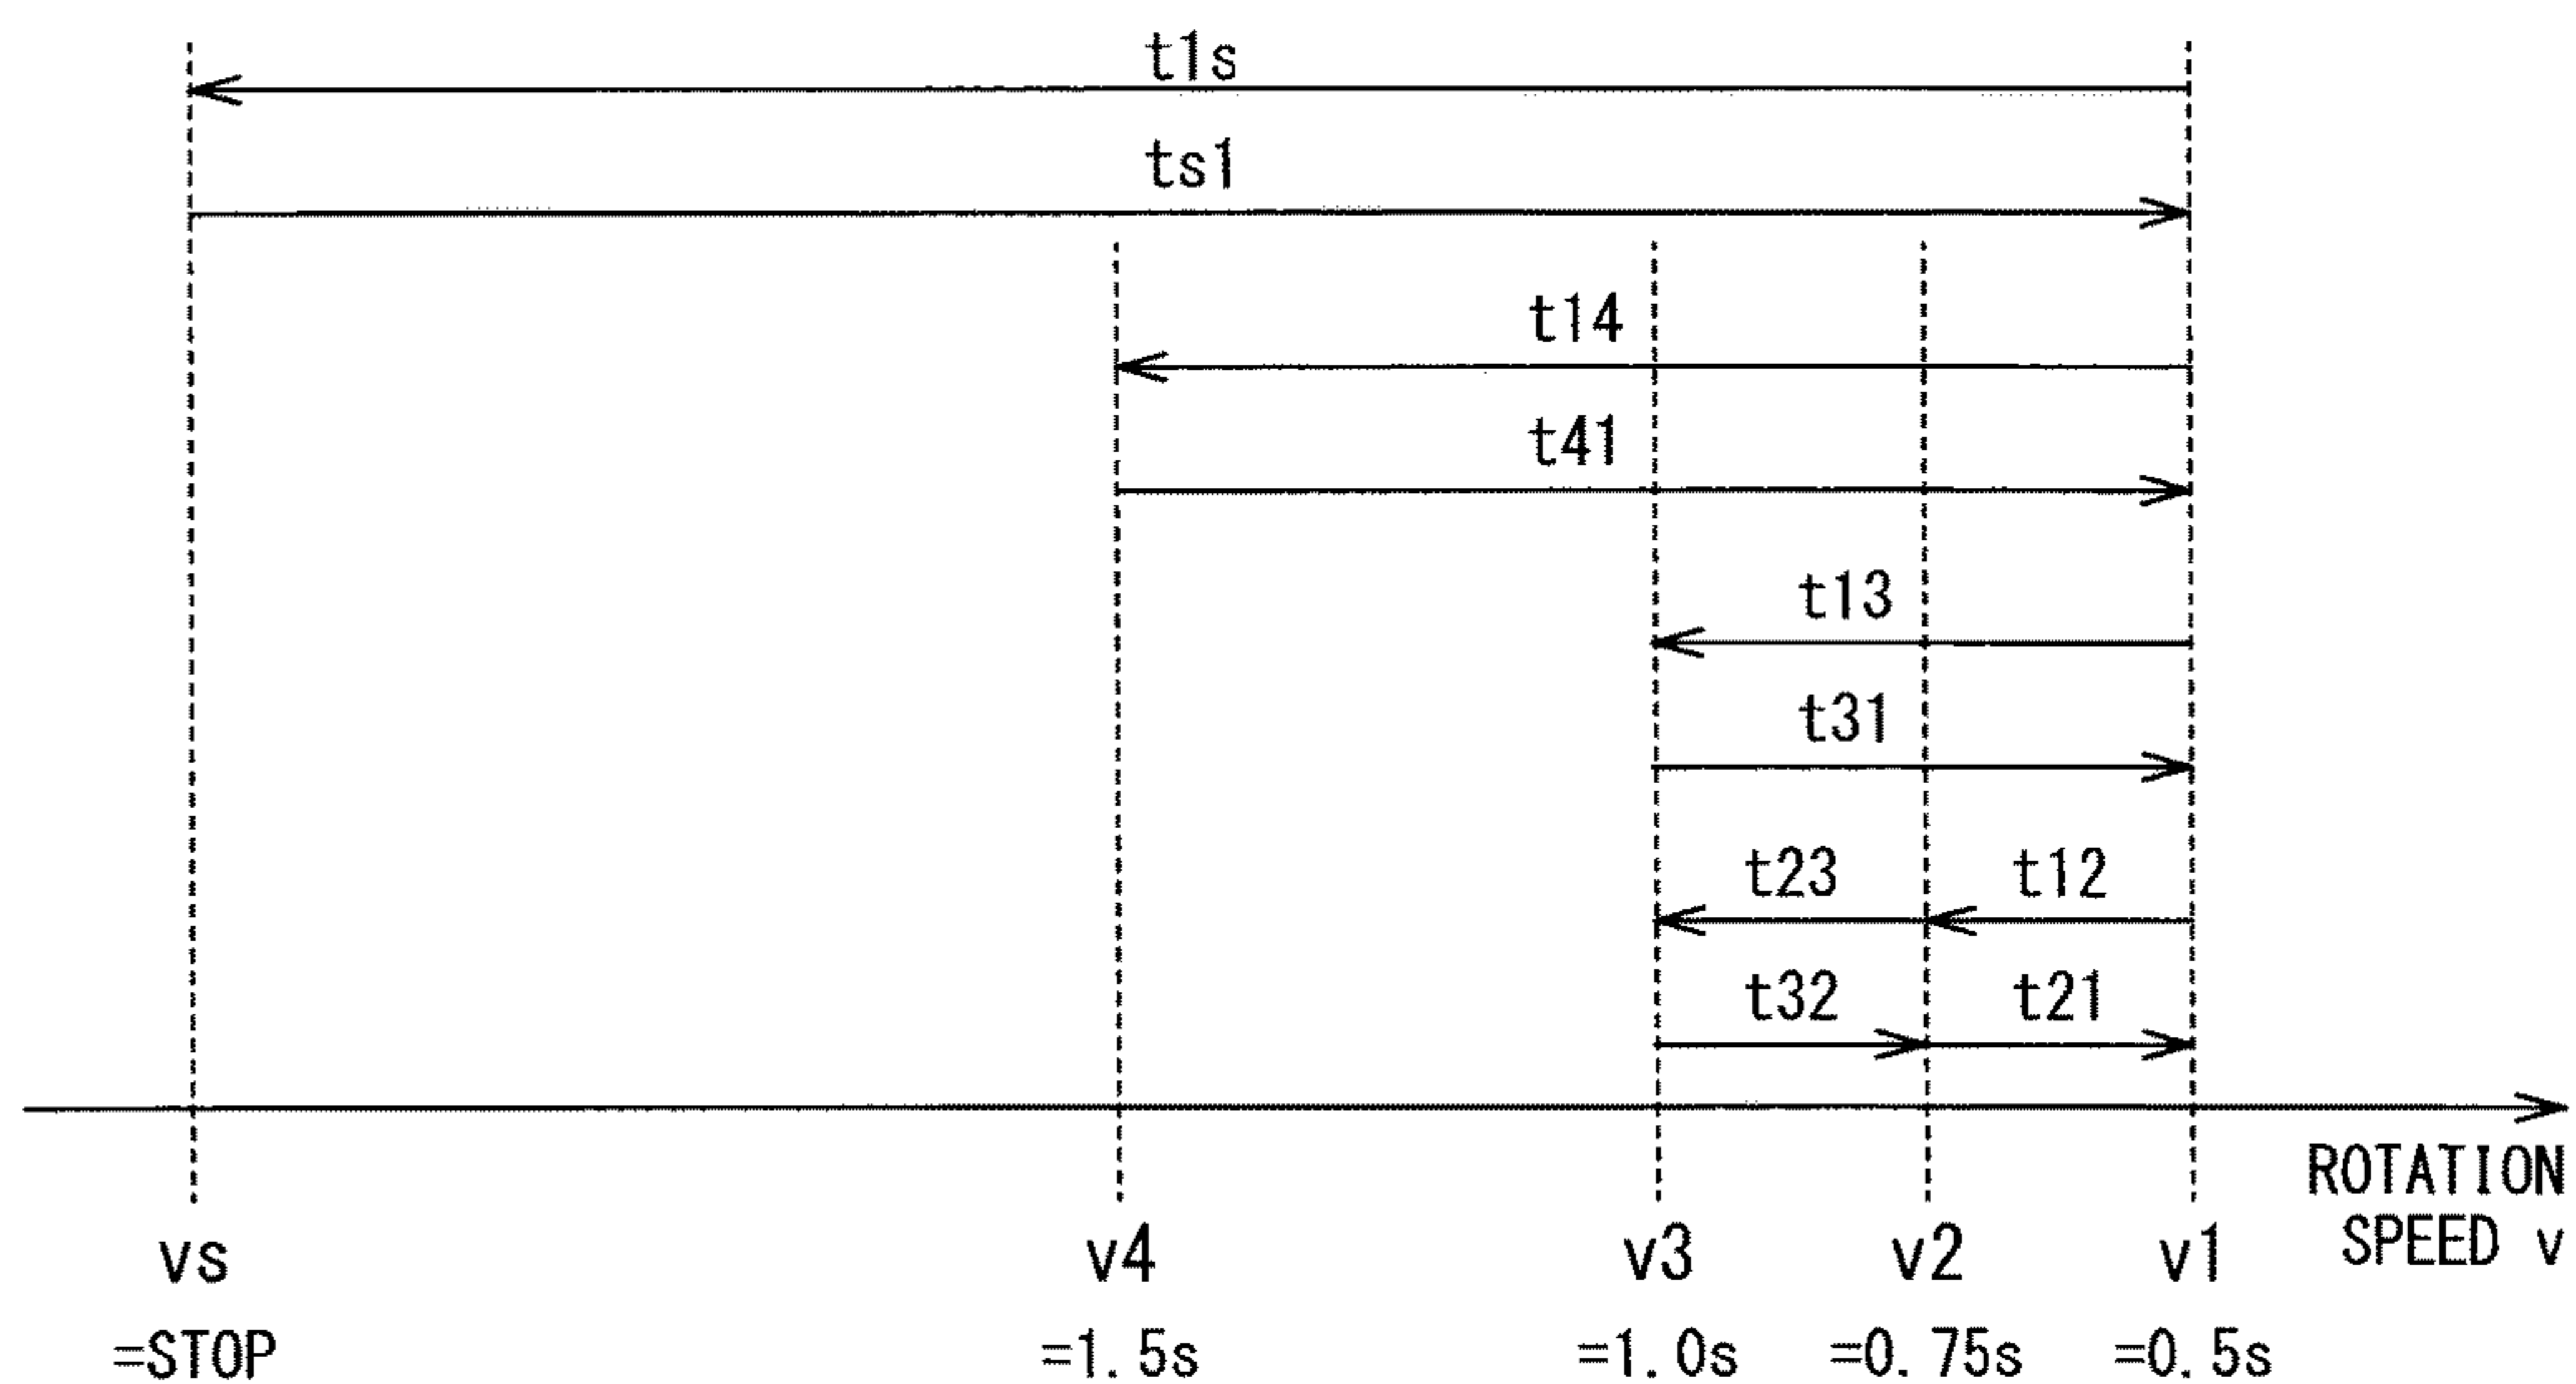 t1s
ts1
t14
t41
t13
t31
t23 t12
t32 t21
ROTATION
SPEED v
vs v4 v3 v2 v1
=STOP =1.5s =1.0s =0.75s =0.5s